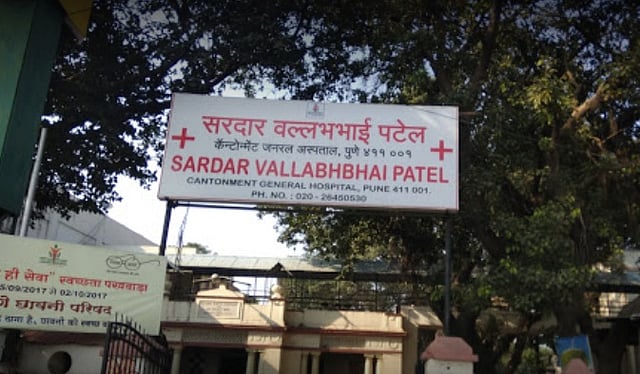 सरदार वल्लभभाई पटेल
कॅन्टोन्मेंट जनरल अस्पताल, पुणे ४११ ००१
SARDAR VALLABHBHAI PATEL
CANTONMENT GENERAL HOSPITAL, PUNE 411 001.
PH. NO. : 020 - 26450530
ही सेवा" स्वच्छता पखवाडा
5/09/2017 ते 02/10/2017
छावनी परिषद